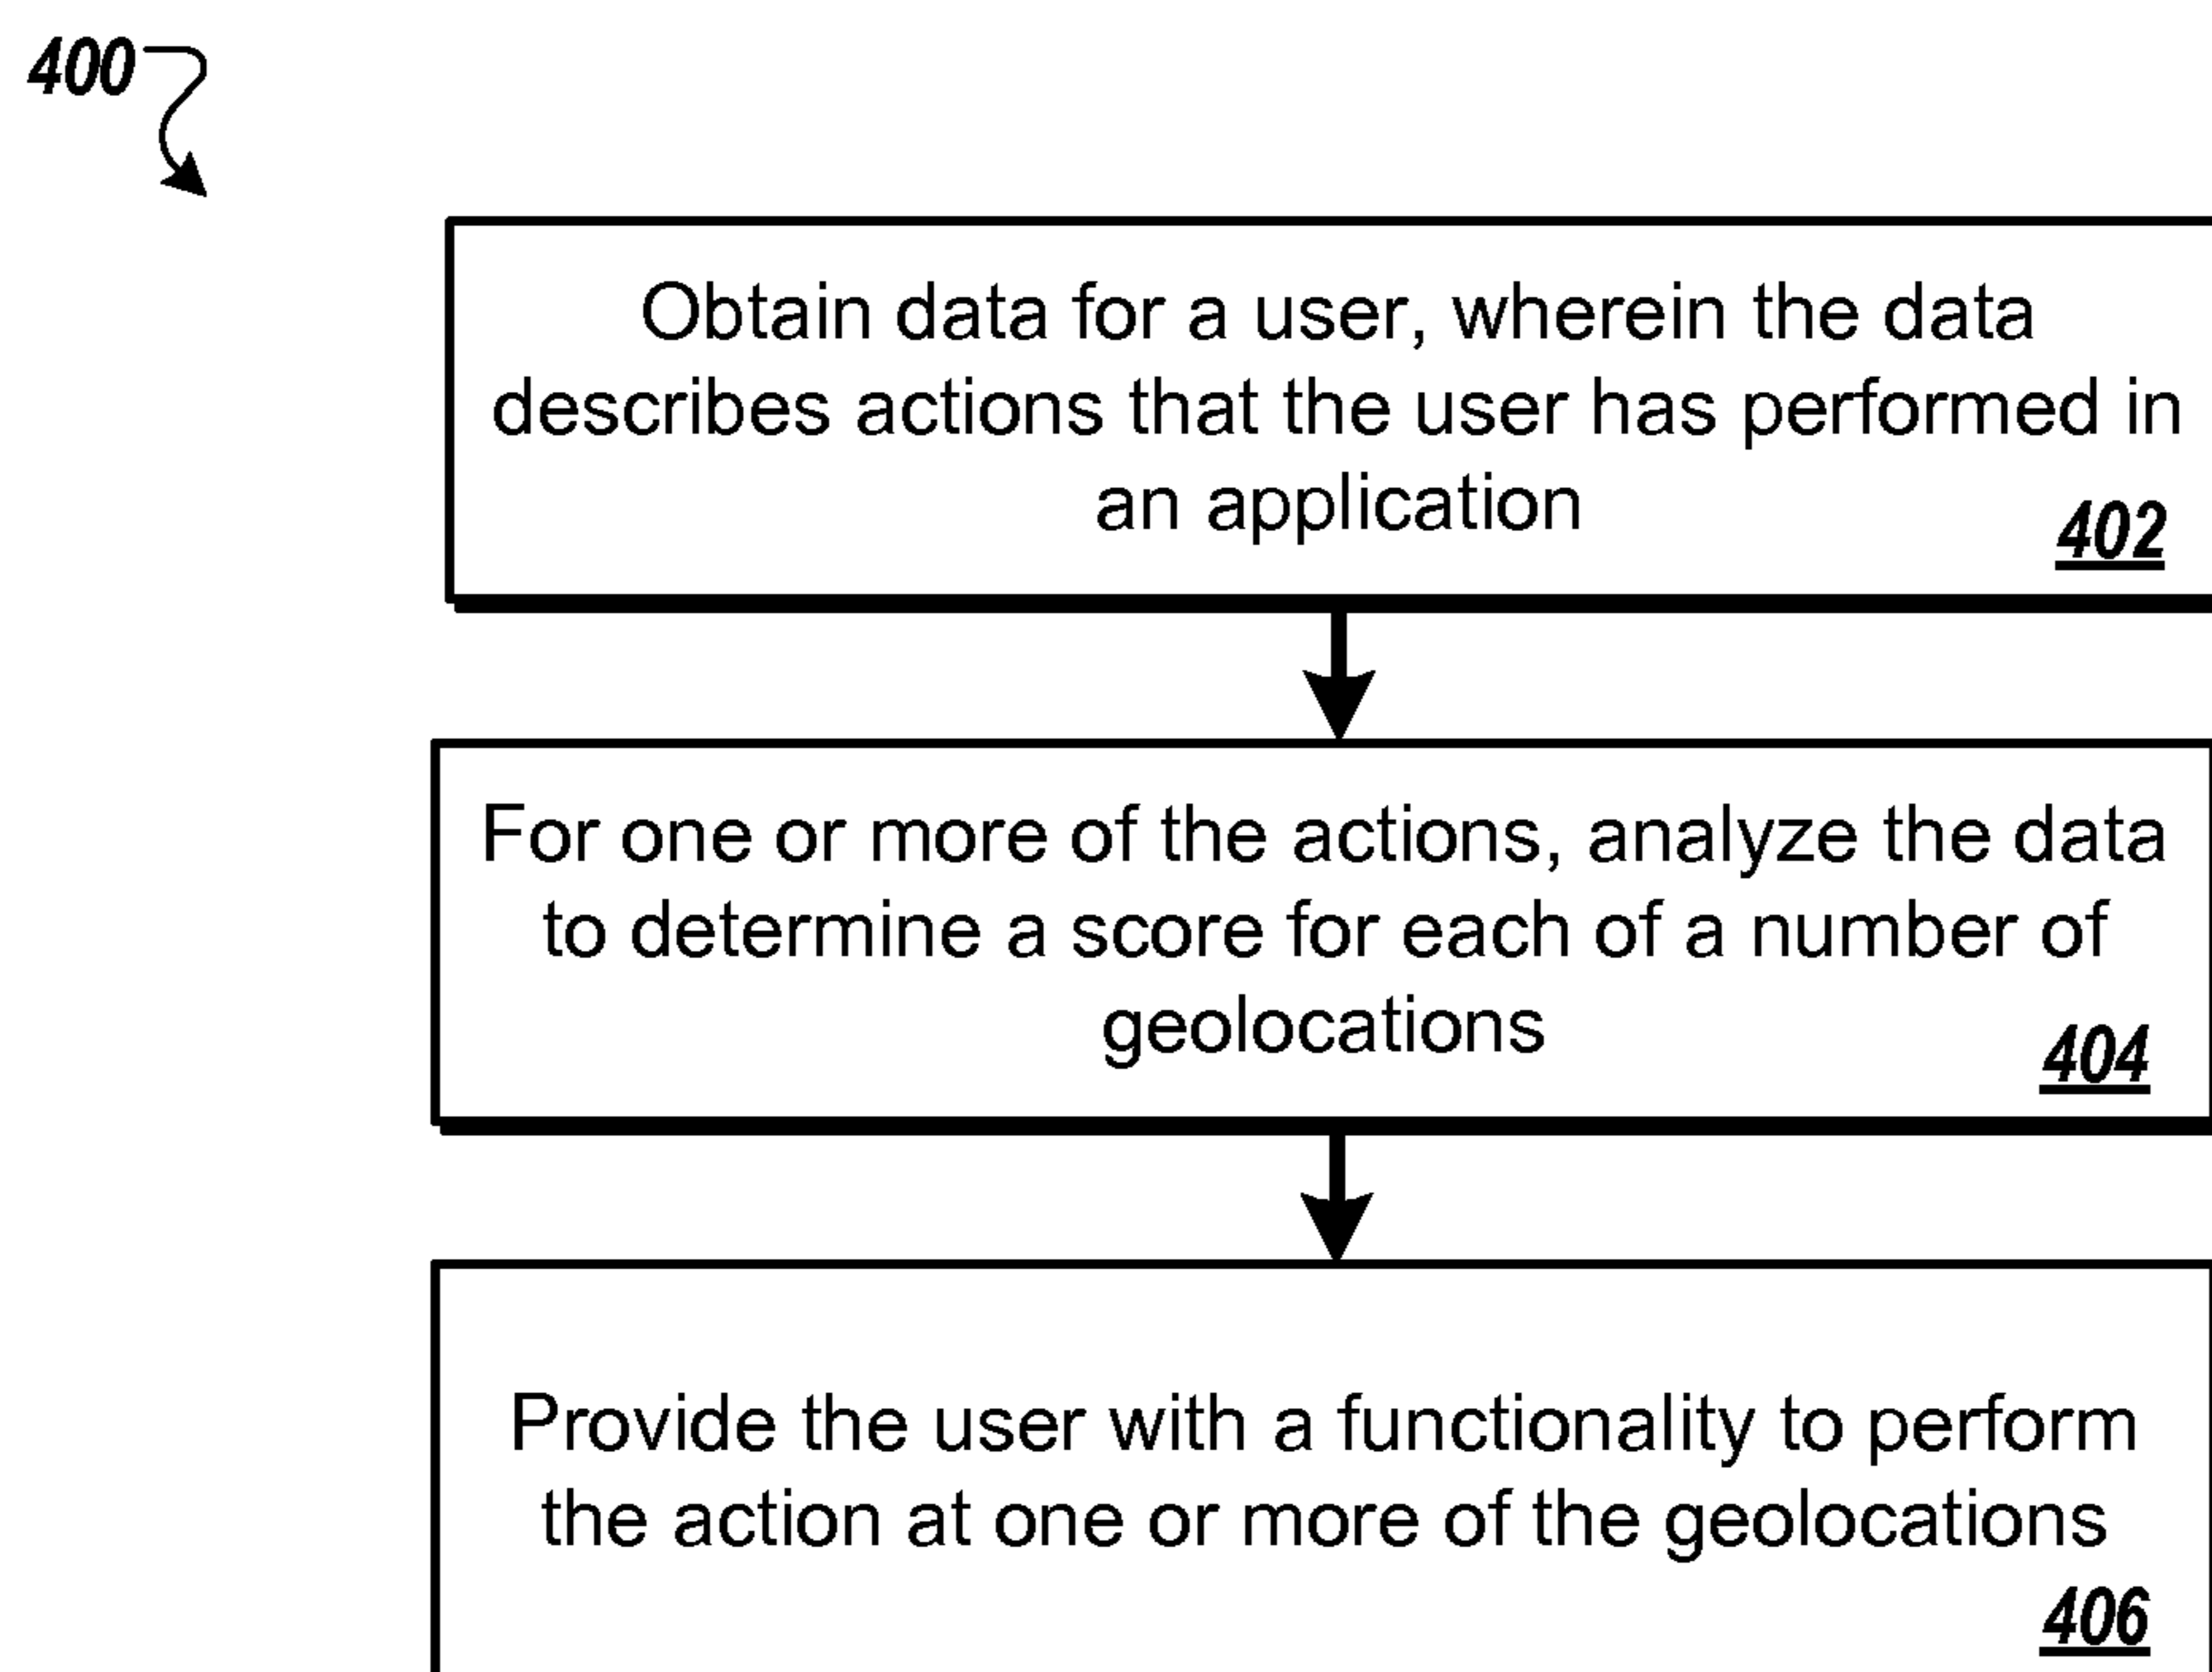 400
Obtain data for a user, wherein the data
describes actions that the user has performed in
an application
402
For one or more of the actions, analyze the data
to determine a score for each of a number of
geolocations
404
Provide the user with a functionality to perform
the action at one or more of the geolocations
406